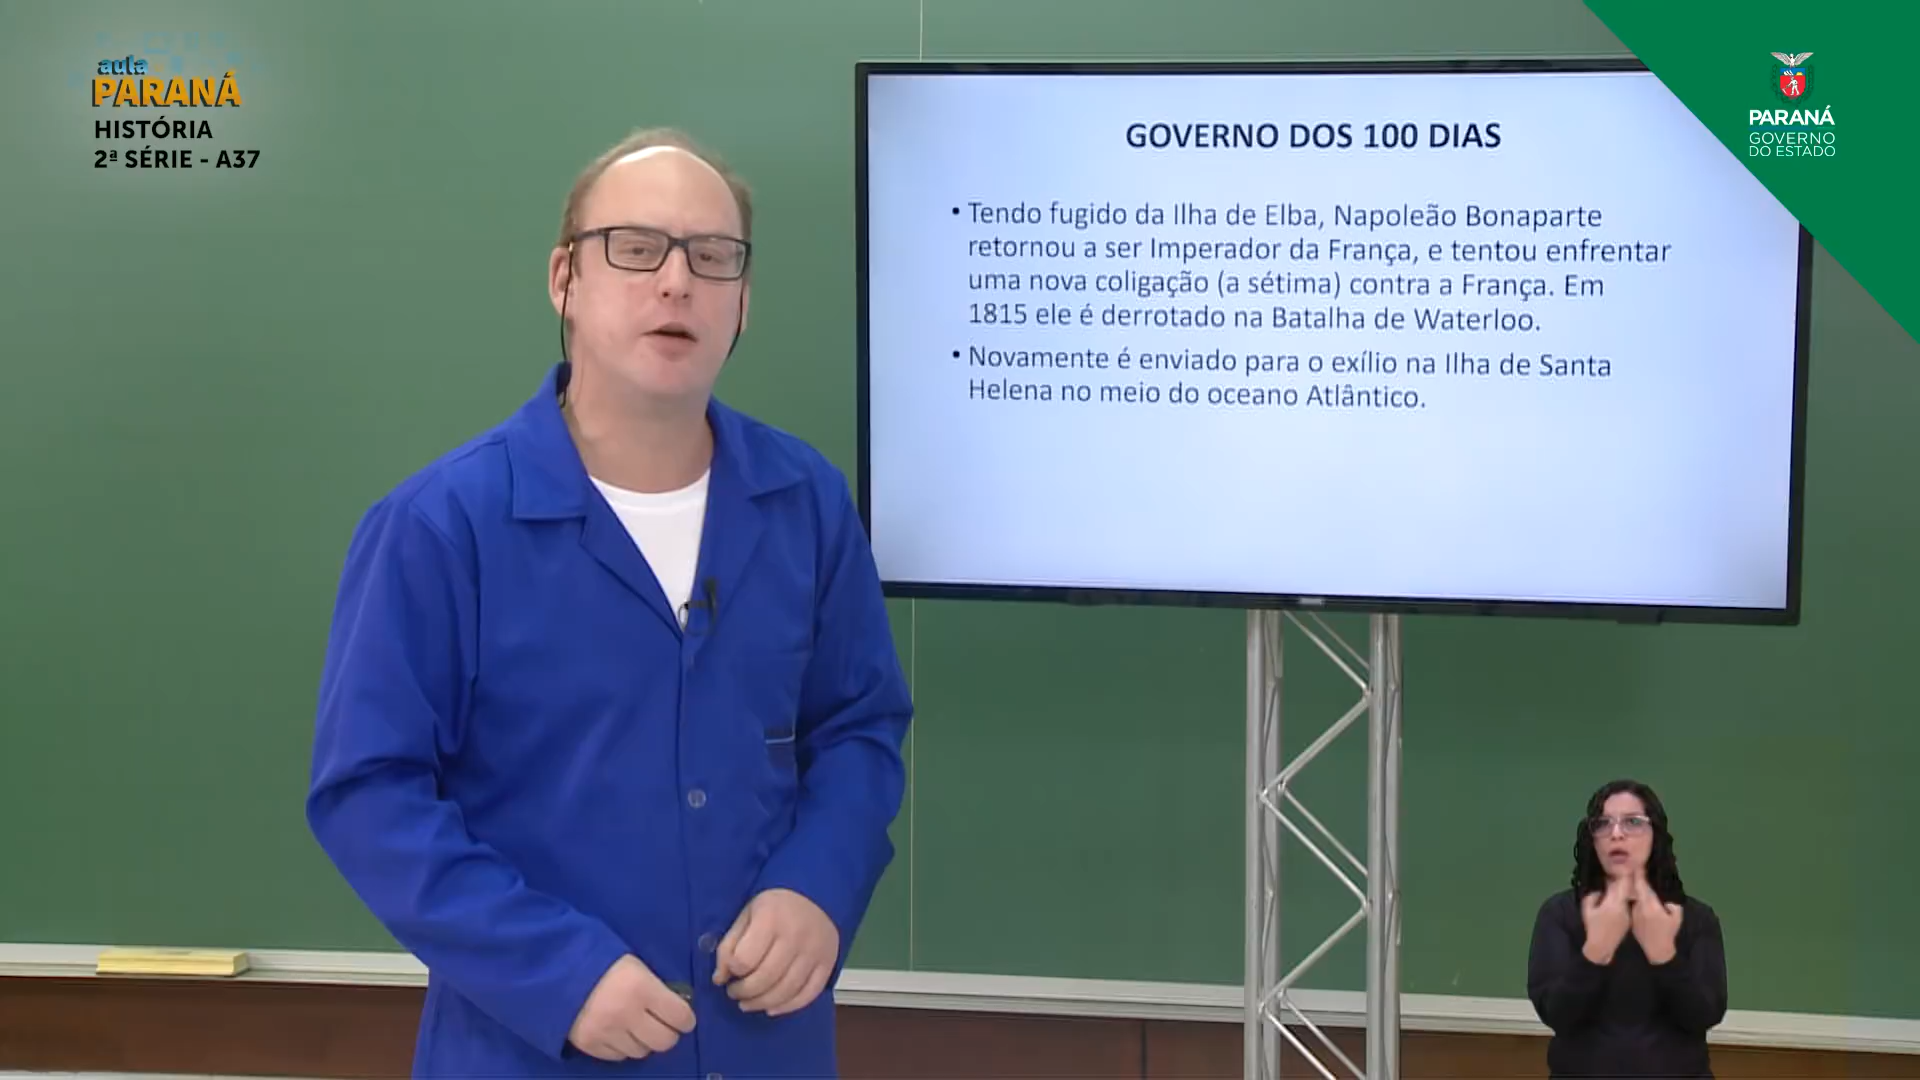 aula
PARANÁ
HISTÓRIA
2ª SÉRIE - A37
GOVERNO DOS 100 DIAS
• Tendo fugido da Ilha de Elba, Napoleão Bonaparte
retornou a ser Imperador da França, e tentou enfrentar
uma nova coligação (a sétima) contra a França. Em
1815 ele é derrotado na Batalha de Waterloo.
• Novamente é enviado para o exílio na Ilha de Santa
Helena no meio do oceano Atlântico.
PARANÁ
GOVERNO
DO ESTADO